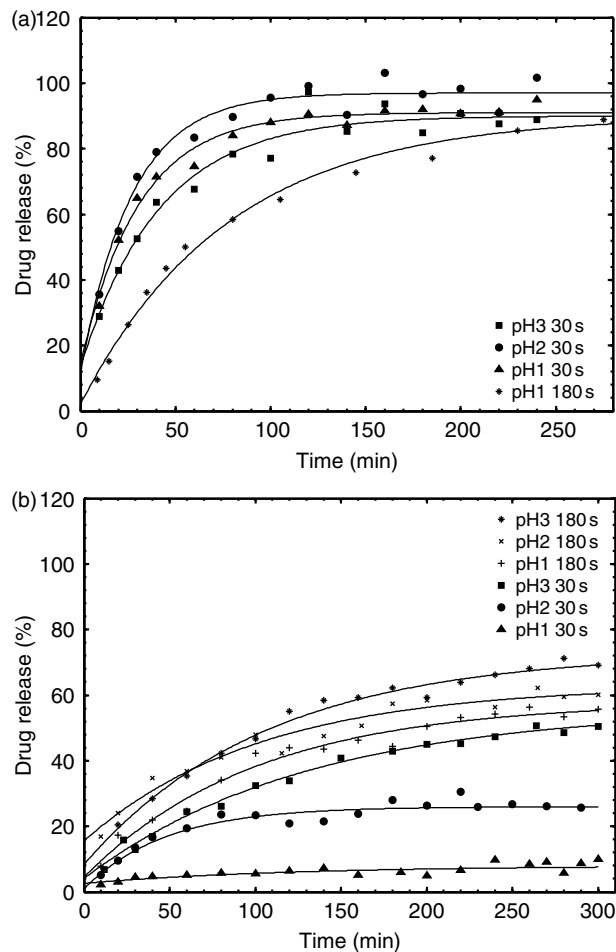 (a)
120
100
80
60
40
20
0
Drug release (%)
pH3 30 s
pH2 30 s
pH1 30 s
pH1 180 s
0 50 100 150 200 250
Time (min)
(b)
120
100
80
60
40
20
0
Drug release (%)
pH3 180 s
pH2 180 s
pH1 180 s
pH3 30 s
pH2 30 s
pH1 30 s
0 50 100 150 200 250 300
Time (min)